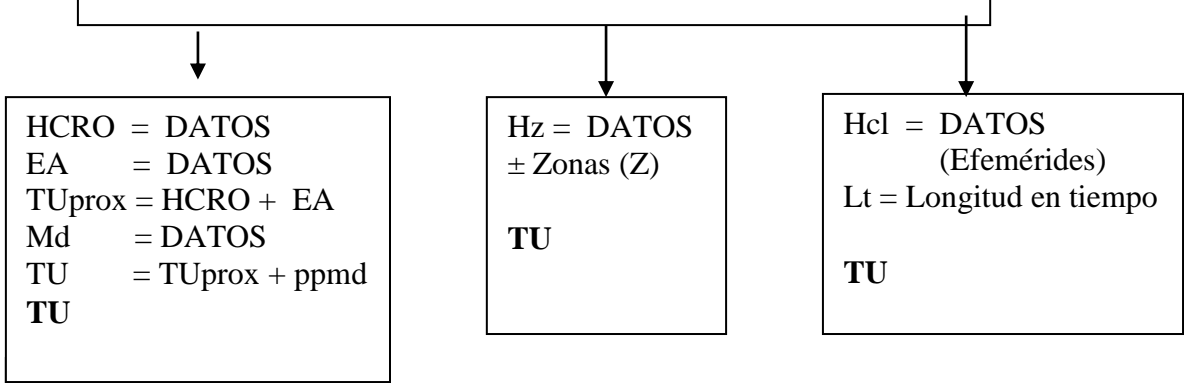 HCRO = DATOS
EA = DATOS
TUprox = HCRO + EA
Md = DATOS
TU = TUprox + ppmd
TU
Hz = DATOS
± Zonas (Z)
TU
Hcl = DATOS
(Efemérides)
Lt = Longitud en tiempo
TU